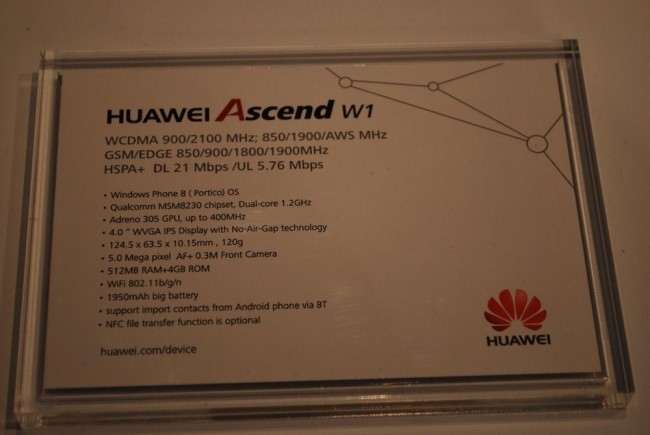 HUAWEI Ascend W1
WCDMA 900/2100 MHz; 850/1900/AWS MHz
GSM/EDGE 850/900/1800/1900MHz
HSPA+ DL 21 Mbps /UL 5.76 Mbps
• Windows Phone 8 ( Portico) OS
• Qualcomm MSM8230 chipset, Dual-core 1.2GHz
• Adreno 305 GPU, up to 400MHz
• 4.0 " WVGA IPS Display with No-Air-Gap technology
• 124.5 x 63.5 x 10.15mm , 120g
• 5.0 Mega pixel AF+ 0.3M Front Camera
• 512MB RAM+4GB ROM
• WiFi 802.11b/g/n
• 1950mAh big battery
• support import contacts from Android phone via BT
• NFC file transfer function is optional
huawei.com/device
HUAWEI